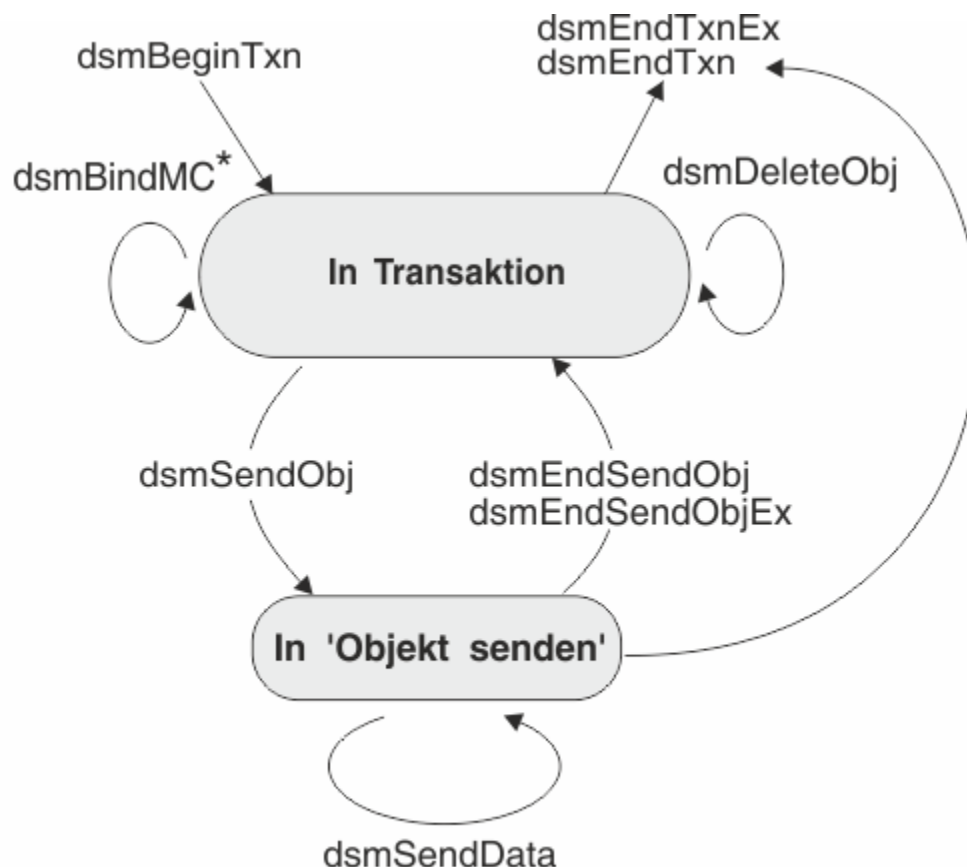 dsmEndTxnEx
dsmBeginTxn
dsmEndTxn
dsmBindMC*
dsmDeleteObj
In Transaktion
dsmSendObj
dsmEndSendObj
dsmEndSendObjEx
In 'Objekt senden'
dsmSendData